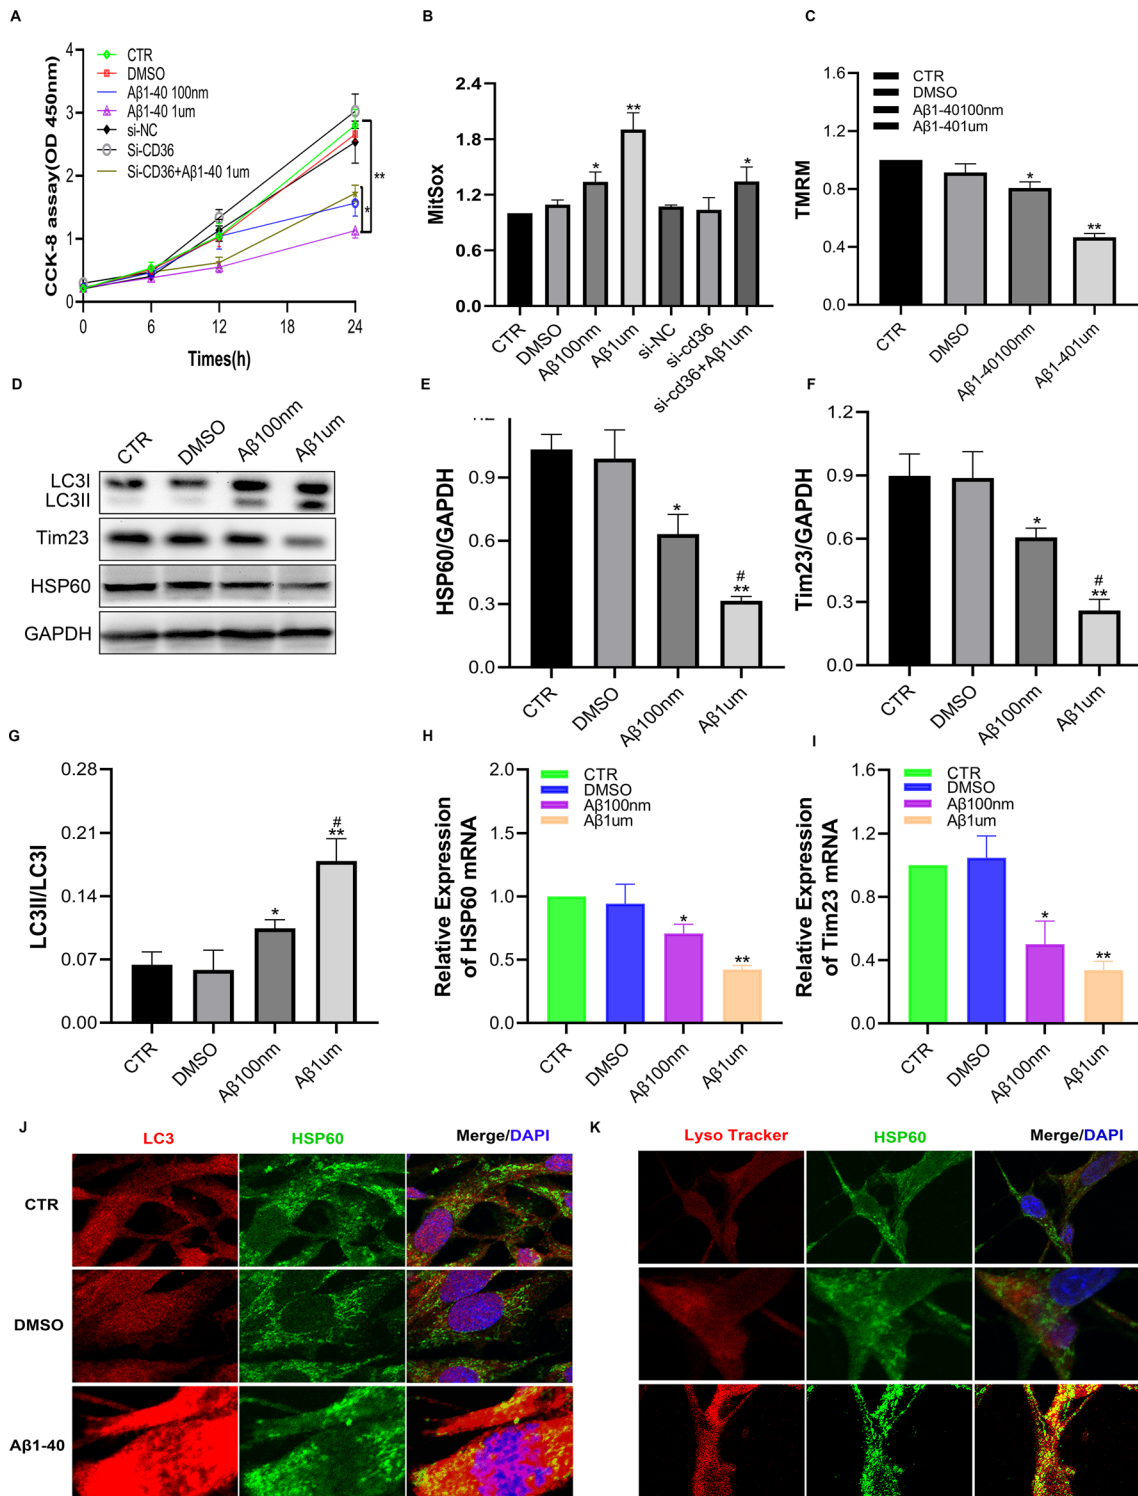 A
CCK-8 assay(OD 450nm)
4
3
2
1
0
CTR
DMSO
Aβ1-40 100nm
Aβ1-40 1um
si-NC
Si-CD36
Si-CD36+Aβ1-40 1um
**
*
0
6
12
18
24
Times(h)
B
MitSox
2.4
1.8
1.2
0.6
0.0
*
**
*
CTR
DMSO
Aβ100nm
Aβ1um
si-NC
si-cd36
si-cd36+Aβ1um
C
TMRM
1.6
1.2
0.8
0.4
0.0
CTR
DMSO
Aβ1-40100nm
Aβ1-401um
*
**
CTR
DMSO
Aβ1-40100nm
Aβ1-401um
D
CTR
DMSO
Aβ100nm
Aβ1um
LC3I
LC3II
Tim23
HSP60
GAPDH
E
HSP60/GAPDH
1.2
0.9
0.6
0.3
0.0
*
#
**
CTR
DMSO
Aβ100nm
Aβ1um
F
Tim23/GAPDH
1.2
0.9
0.6
0.3
0.0
*
#
**
CTR
DMSO
Aβ100nm
Aβ1um
G
LC3II/LC3I
0.28
0.21
0.14
0.07
0.00
*
#
**
CTR
DMSO
Aβ100nm
Aβ1um
H
Relative Expression
of HSP60 mRNA
2.0
1.5
1.0
0.5
0.0
CTR
DMSO
Aβ100nm
Aβ1um
*
**
CTR
DMSO
Aβ100nm
Aβ1um
I
Relative Expression
of Tim23 mRNA
1.6
1.2
0.8
0.4
0.0
CTR
DMSO
Aβ100nm
Aβ1um
*
**
CTR
DMSO
Aβ100nm
Aβ1um
J
LC3
HSP60
Merge/DAPI
CTR
DMSO
Aβ1-40
K
Lyso Tracker
HSP60
Merge/DAPI